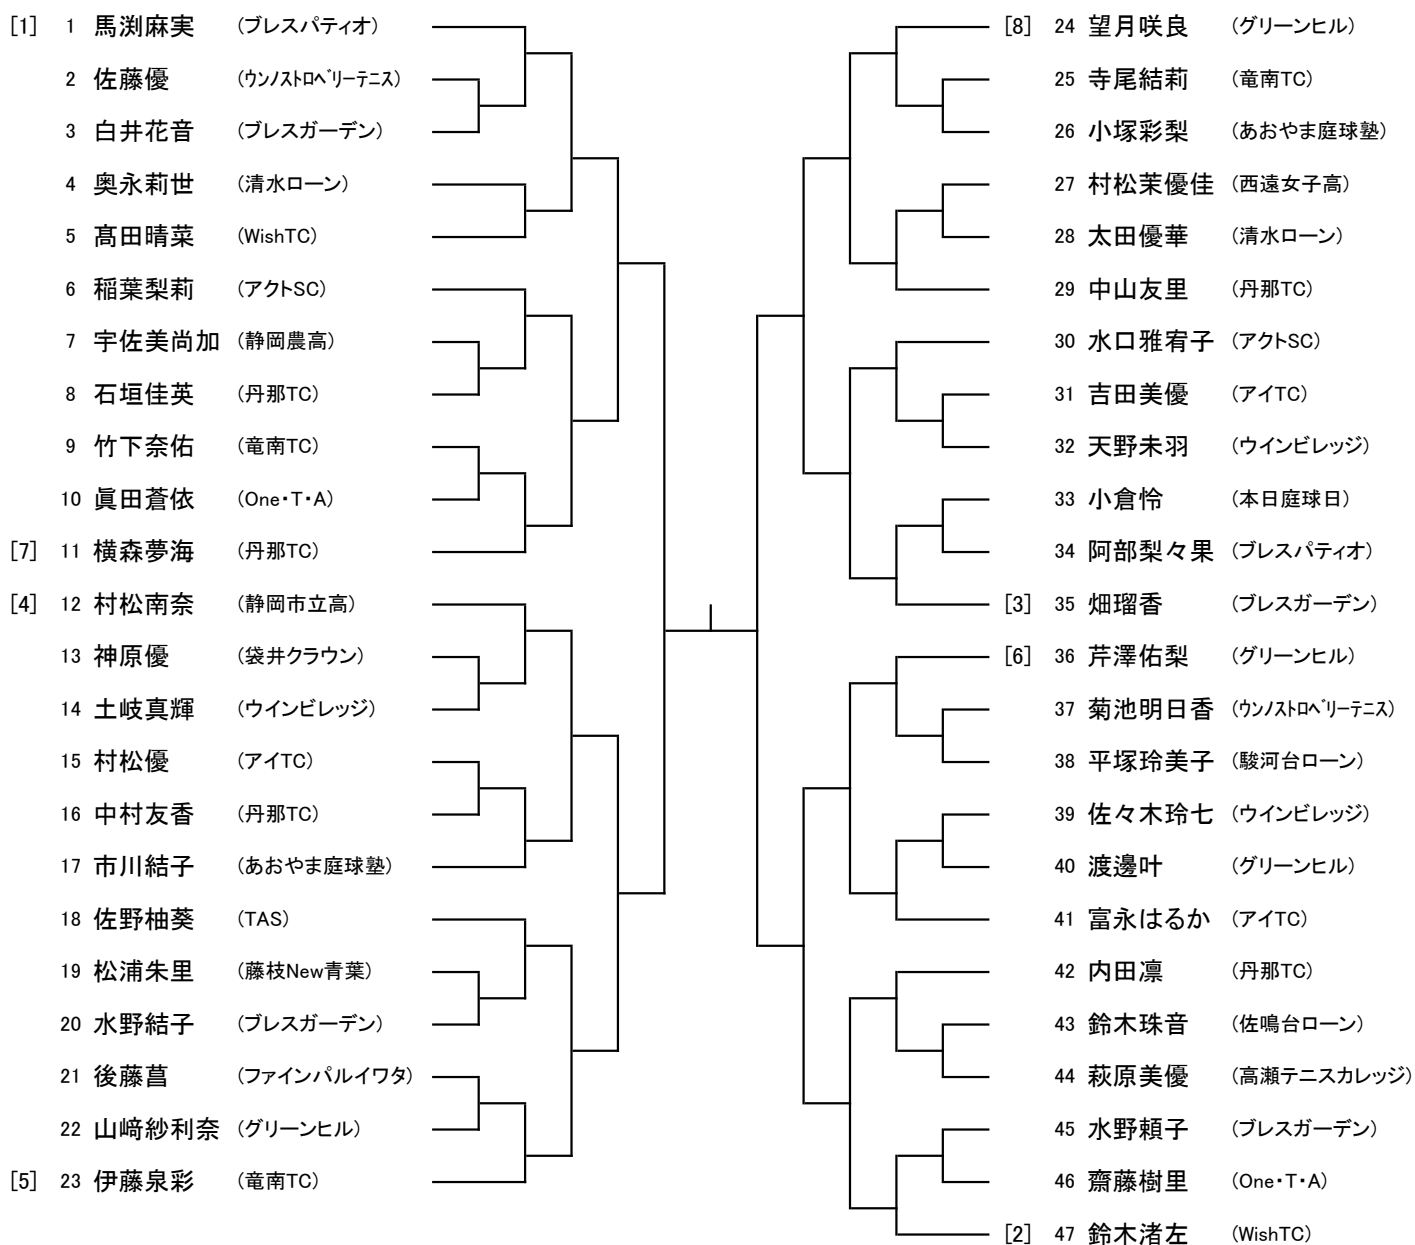 [1] 1 馬渕麻実 (ブレスパティオ)
2 佐藤優 (ウンノストロベリーテニス)
3 白井花音 (ブレスガーデン)
4 奥永莉世 (清水ローン)
5 髙田晴菜 (WishTC)
6 稲葉梨莉 (アクトSC)
7 宇佐美尚加 (静岡農高)
8 石垣佳英 (丹那TC)
9 竹下奈佑 (竜南TC)
10 眞田蒼依 (One・T・A)
[7] 11 横森夢海 (丹那TC)
[4] 12 村松南奈 (静岡市立高)
13 神原優 (袋井クラウン)
14 土岐真輝 (ウインビレッジ)
15 村松優 (アイTC)
16 中村友香 (丹那TC)
17 市川結子 (あおやま庭球塾)
18 佐野柚葵 (TAS)
19 松浦朱里 (藤枝New青葉)
20 水野結子 (ブレスガーデン)
21 後藤菖 (ファインパルイワタ)
22 山﨑紗利奈 (グリーンヒル)
[5] 23 伊藤泉彩 (竜南TC)
[8] 24 望月咲良 (グリーンヒル)
25 寺尾結莉 (竜南TC)
26 小塚彩梨 (あおやま庭球塾)
27 村松茉優佳 (西遠女子高)
28 太田優華 (清水ローン)
29 中山友里 (丹那TC)
30 水口雅宥子 (アクトSC)
31 吉田美優 (アイTC)
32 天野未羽 (ウインビレッジ)
33 小倉怜 (本日庭球日)
34 阿部梨々果 (ブレスパティオ)
[3] 35 畑瑠香 (ブレスガーデン)
[6] 36 芹澤佑梨 (グリーンヒル)
37 菊池明日香 (ウンノストロベリーテニス)
38 平塚玲美子 (駿河台ローン)
39 佐々木玲七 (ウインビレッジ)
40 渡邊叶 (グリーンヒル)
41 富永はるか (アイTC)
42 内田凛 (丹那TC)
43 鈴木珠音 (佐鳴台ローン)
44 萩原美優 (高瀬テニスカレッジ)
45 水野頼子 (ブレスガーデン)
46 齋藤樹里 (One・T・A)
[2] 47 鈴木渚左 (WishTC)